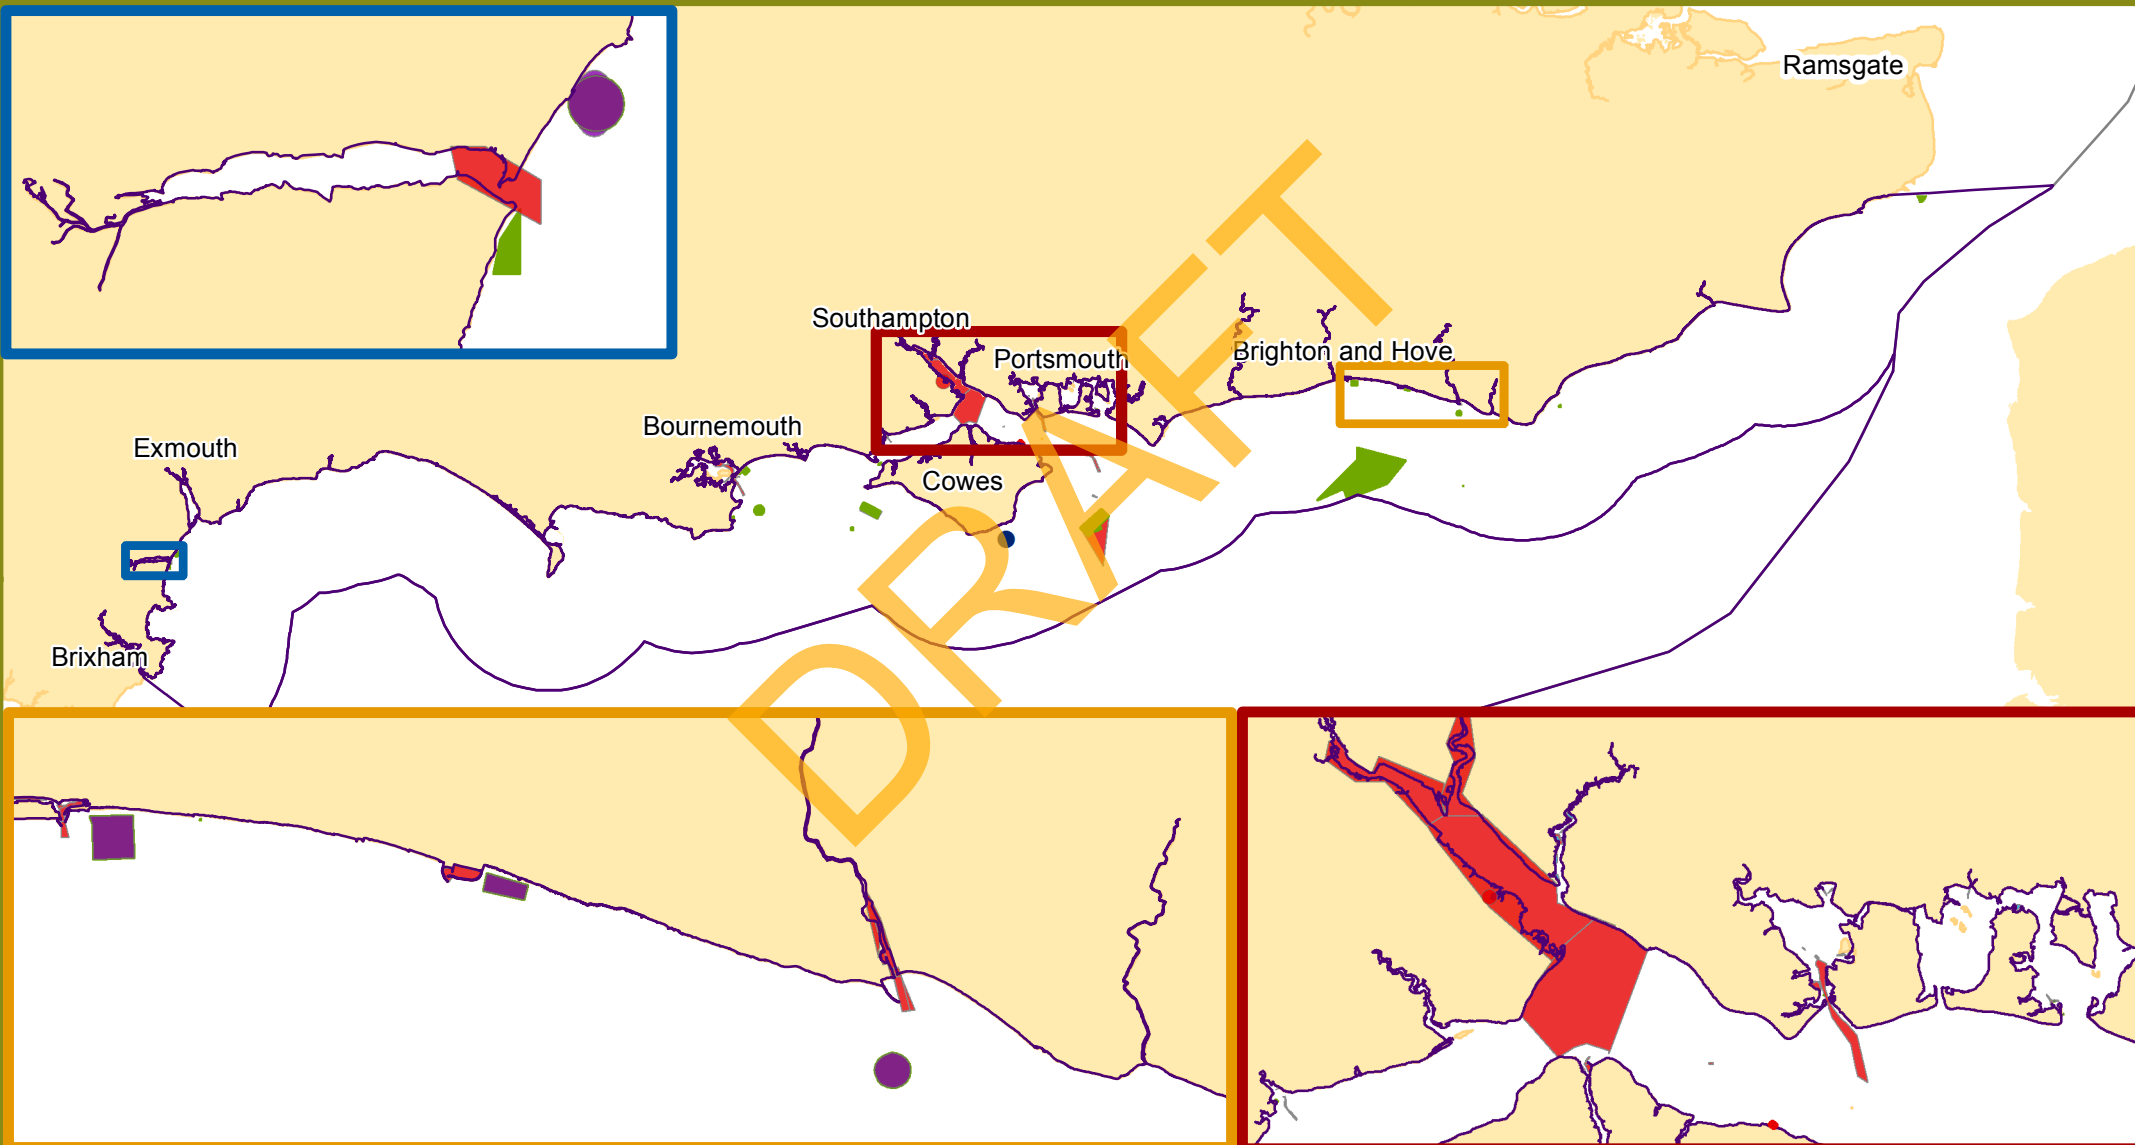 Ramsgate
Southampton
Portsmouth
Brighton and Hove
Bournemouth
Exmouth
Cowes
Brixham
DRAFT